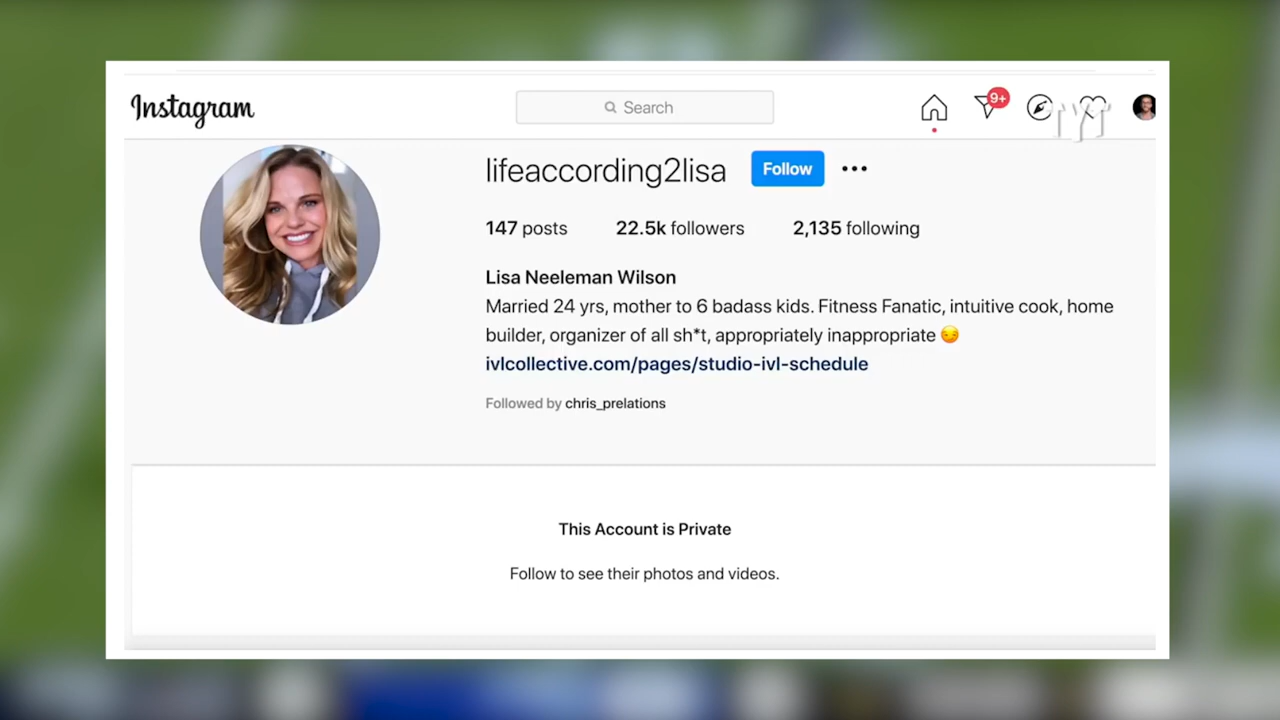 Instagram
Search
9+
TYT
lifeaccording2lisa Follow
147 posts 22.5k followers 2,135 following
Lisa Neeleman Wilson
Married 24 yrs, mother to 6 badass kids. Fitness Fanatic, intuitive cook, home
builder, organizer of all sh*t, appropriately inappropriate 😏
ivlcollective.com/pages/studio-ivl-schedule
Followed by chris_prelations
This Account is Private
Follow to see their photos and videos.